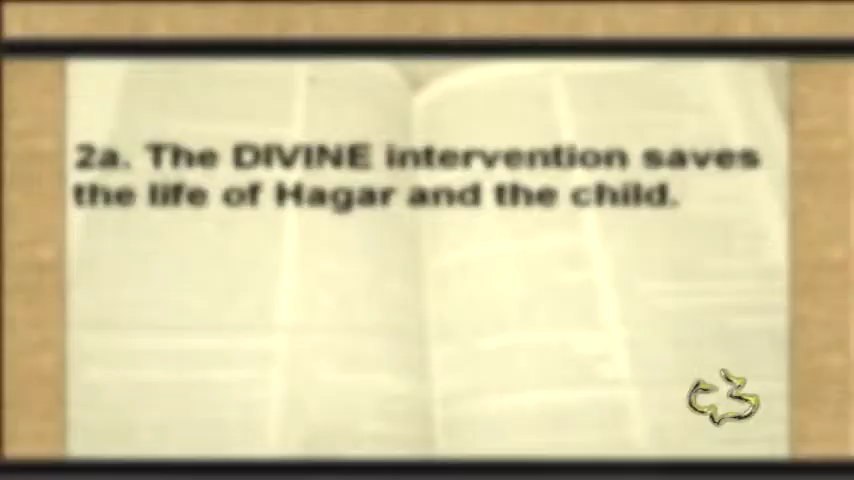 2a. The DIVINE intervention saves
the life of Hagar and the child.